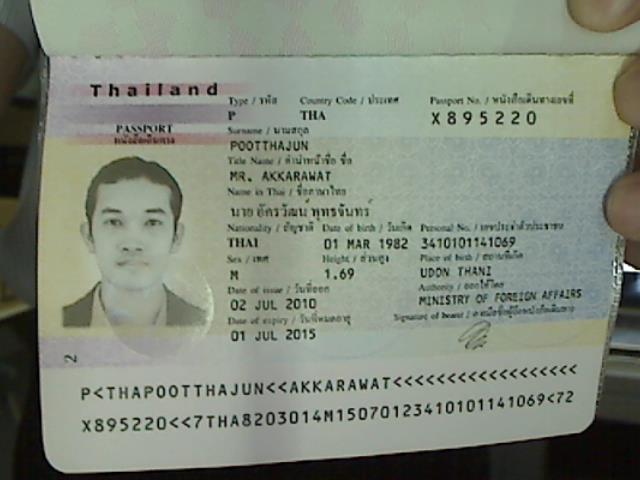 Thailand
PASSPORT
หนังสือเดินทาง
Type / รหัส Country Code / ประเทศ Passport No. / หนังสือเดินทางเลขที่
P THA X895220
Surname / นามสกุล
POOTTHAJUN
Title Name / คำนำหน้าชื่อ ชื่อ
MR. AKKARAWAT
Name in Thai / ชื่อภาษาไทย
นาย อัครวัฒน์ พุทธจันทร์
Nationality / สัญชาติ Date of birth / วันเกิด Personal No. / เลขประจำตัวประชาชน
THAI 01 MAR 1982 3410101141069
Sex / เพศ Height / ส่วนสูง Place of birth / สถานที่เกิด
M 1.69 UDON THANI
Date of issue / วันที่ออก Authority / ออกให้โดย
02 JUL 2010 MINISTRY OF FOREIGN AFFAIRS
Date of expiry / วันที่หมดอายุ Signature of bearer / ลายมือชื่อผู้ถือหนังสือเดินทาง
01 JUL 2015
2
P<THAPOOTTHAJUN<<AKKARAWAT<<<<<<<<<<<<<<<<<<
X895220<<7THA8203014M15070123410101141069<72